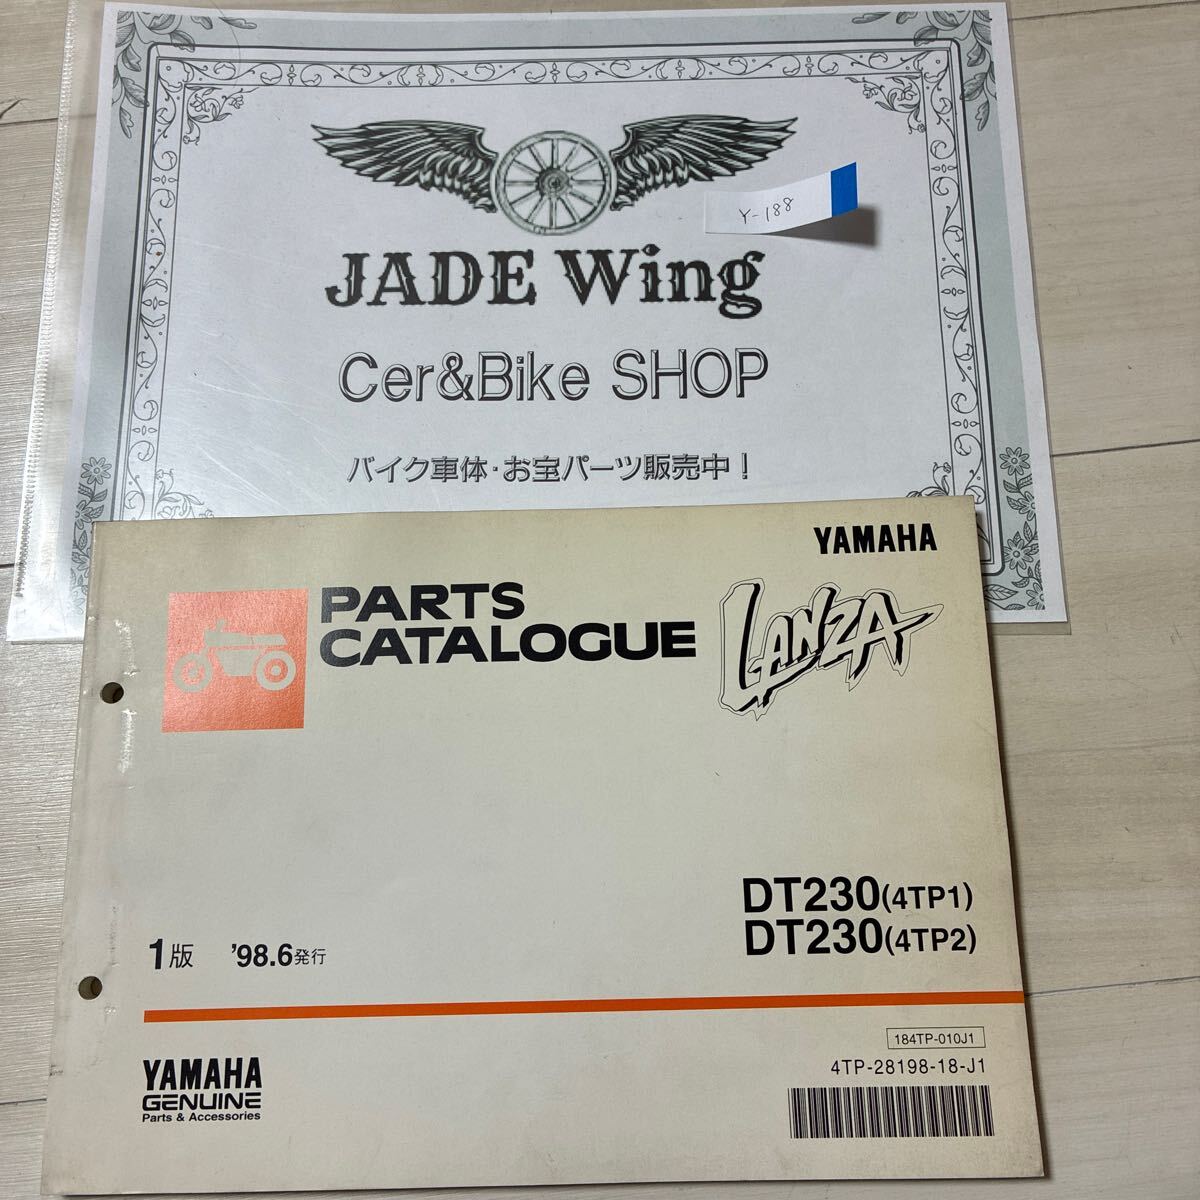 Y-188
JADE Wing
Cer&Bike SHOP
バイク車体・お宝パーツ販売中！
YAMAHA
PARTS
CATALOGUE
LANZA
DT230(4TP1)
DT230(4TP2)
1版 '98.6発行
184TP-010J1
4TP-28198-18-J1
YAMAHA
GENUINE
Parts & Accessories